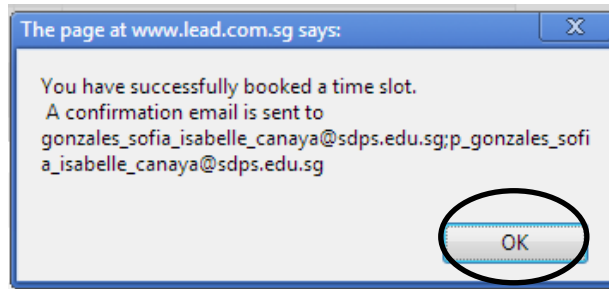 The page at www.lead.com.sg says:
You have successfully booked a time slot.
A confirmation email is sent to
gonzales_sofia_isabelle_canaya@sdps.edu.sg;p_gonzales_sofi
a_isabelle_canaya@sdps.edu.sg
OK